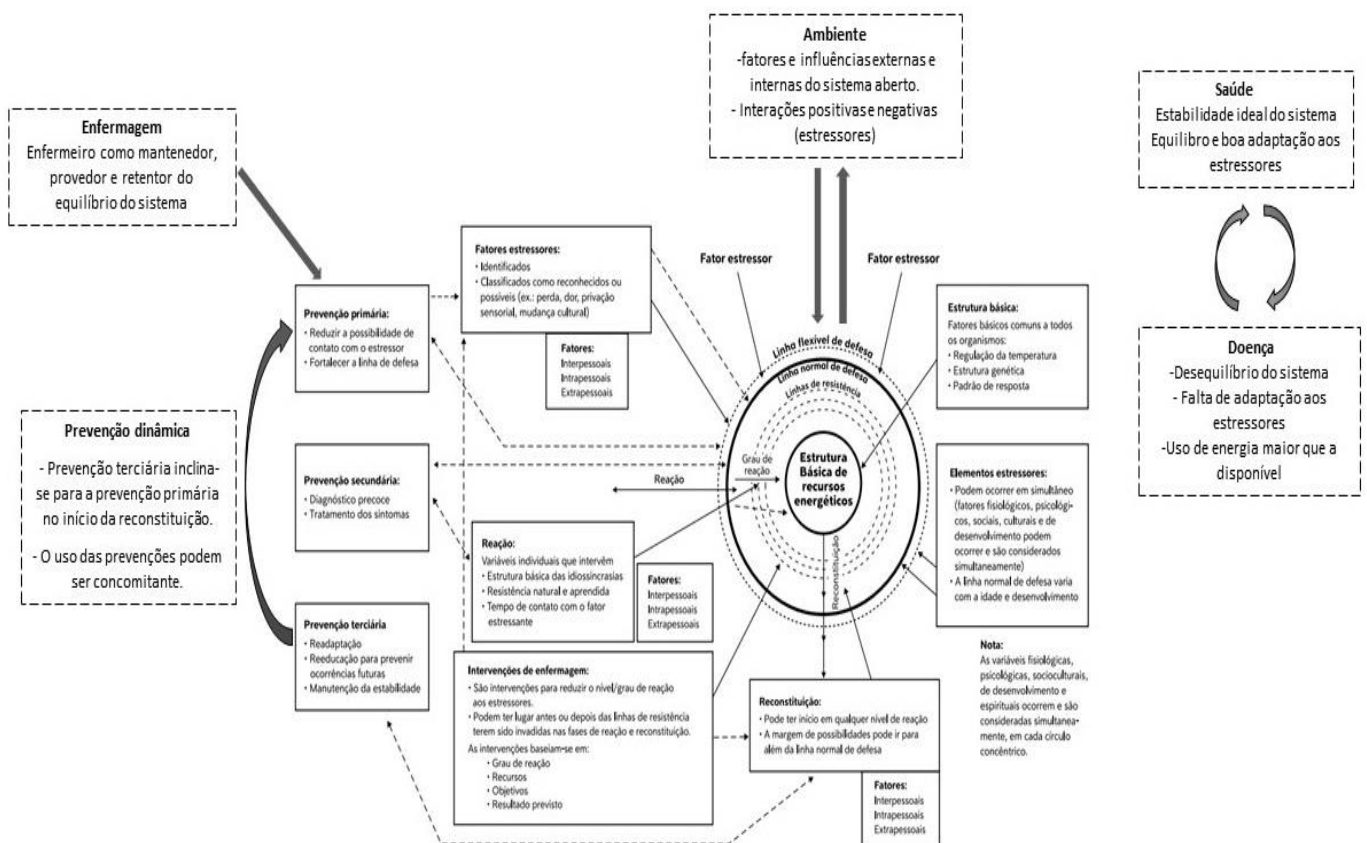 Ambiente
-fatores e influências externas e
internas do sistema aberto.
- Interações positivas e negativas
(estressores)
Saúde
Estabilidade ideal do sistema
Equilibro e boa adaptação aos
estressores
Enfermagem
Enfermeiro como mantenedor,
provedor e retentor do
equilíbrio do sistema
Fatores estressores:
• Identificados
• Classificados como reconhecidos ou
possíveis (ex.: perda, dor, privação
sensorial, mudança cultural)
Fatores:
Interpessoais
Intrapessoais
Extrapessoais
Fator estressor
Fator estressor
Prevenção primária:
• Reduzir a possibilidade de
contato com o estressor
• Fortalecer a linha de defesa
Estrutura básica:
Fatores básicos comuns a todos
os organismos:
• Regulação da temperatura
• Estrutura genética
• Padrão de resposta
Doença
-Desequilíbrio do sistema
- Falta de adaptação aos
estressores
-Uso de energia maior que a
disponível
Linha flexível de defesa
Linha normal de defesa
Linhas de resistência
Estrutura
Básica de
recursos
energéticos
Grau de
reação
Reação
Reconstituição
Prevenção dinâmica
- Prevenção terciária inclina-
se para a prevenção primária
no início da reconstituição.
- O uso das prevenções podem
ser concomitante.
Prevenção secundária:
• Diagnóstico precoce
• Tratamento dos sintomas
Elementos estressores:
• Podem ocorrer em simultâneo
(fatores fisiológicos, psicológi-
cos, sociais, culturais e de
desenvolvimento podem
ocorrer e são considerados
simultaneamente)
• A linha normal de defesa varia
com a idade e desenvolvimento
Reação:
Variáveis individuais que intervêm
• Estrutura básica das idiossincrasias
• Resistência natural e aprendida
• Tempo de contato com o fator
estressante
Fatores:
Interpessoais
Intrapessoais
Extrapessoais
Prevenção terciária
• Readaptação
• Reeducação para prevenir
ocorrências futuras
• Manutenção da estabilidade
Intervenções de enfermagem:
• São intervenções para reduzir o nível/grau de reação
aos estressores.
• Podem ter lugar antes ou depois das linhas de resistência
terem sido invadidas nas fases de reação e reconstituição.
As intervenções baseiam-se em:
• Grau de reação
• Recursos
• Objetivos
• Resultado previsto
Reconstituição:
• Pode ter início em qualquer nível de reação
• A margem de possibilidades pode ir para
além da linha normal de defesa
Fatores:
Interpessoais
Intrapessoais
Extrapessoais
Nota:
As variáveis fisiológicas,
psicológicas, socioculturais,
de desenvolvimento e
espirituais ocorrem e são
consideradas simultanea-
mente, em cada círculo
concêntrico.